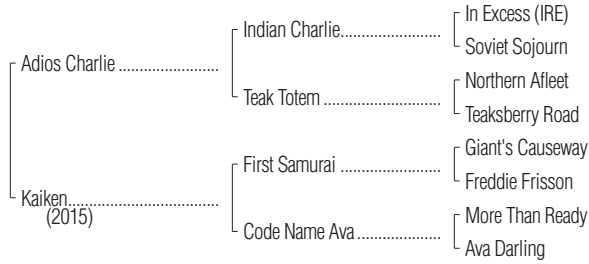 In Excess (IRE)
Indian Charlie....................
Soviet Sojourn
Adios Charlie ....................
Northern Afleet
Teak Totem ........................
Teaksberry Road
Giant's Causeway
First Samurai ....................
Freddie Frisson
Kaiken..............................
(2015)
More Than Ready
Code Name Ava .................
Ava Darling